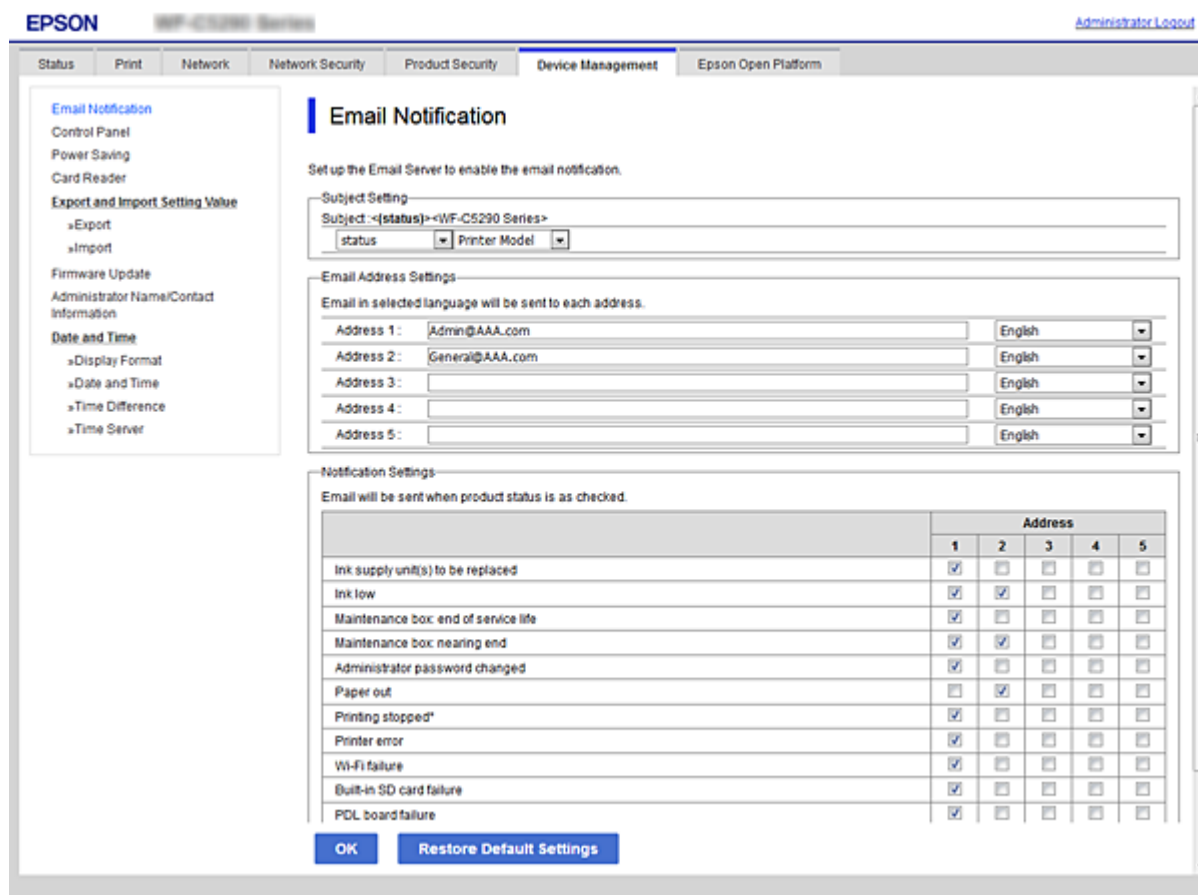 EPSON
WF-C5290 Series
Administrator Logout
Status Print Network Network Security Product Security Device Management Epson Open Platform
Email Notification
Control Panel
Power Saving
Card Reader
Export and Import Setting Value
»Export
»Import
Firmware Update
Administrator Name/Contact
Information
Date and Time
»Display Format
»Date and Time
»Time Difference
»Time Server
Email Notification
Set up the Email Server to enable the email notification.
Subject Setting
Subject :<(status)><WF-C5290 Series>
status Printer Model
Email Address Settings
Email in selected language will be sent to each address.
Address 1 : Admin@AAA.com English
Address 2 : General@AAA.com English
Address 3 : English
Address 4 : English
Address 5 : English
Notification Settings
Email will be sent when product status is as checked.
Address
1 2 3 4 5
Ink supply unit(s) to be replaced
Ink low
Maintenance box: end of service life
Maintenance box: nearing end
Administrator password changed
Paper out
Printing stopped*
Printer error
Wi-Fi failure
Built-in SD card failure
PDL board failure
OK Restore Default Settings